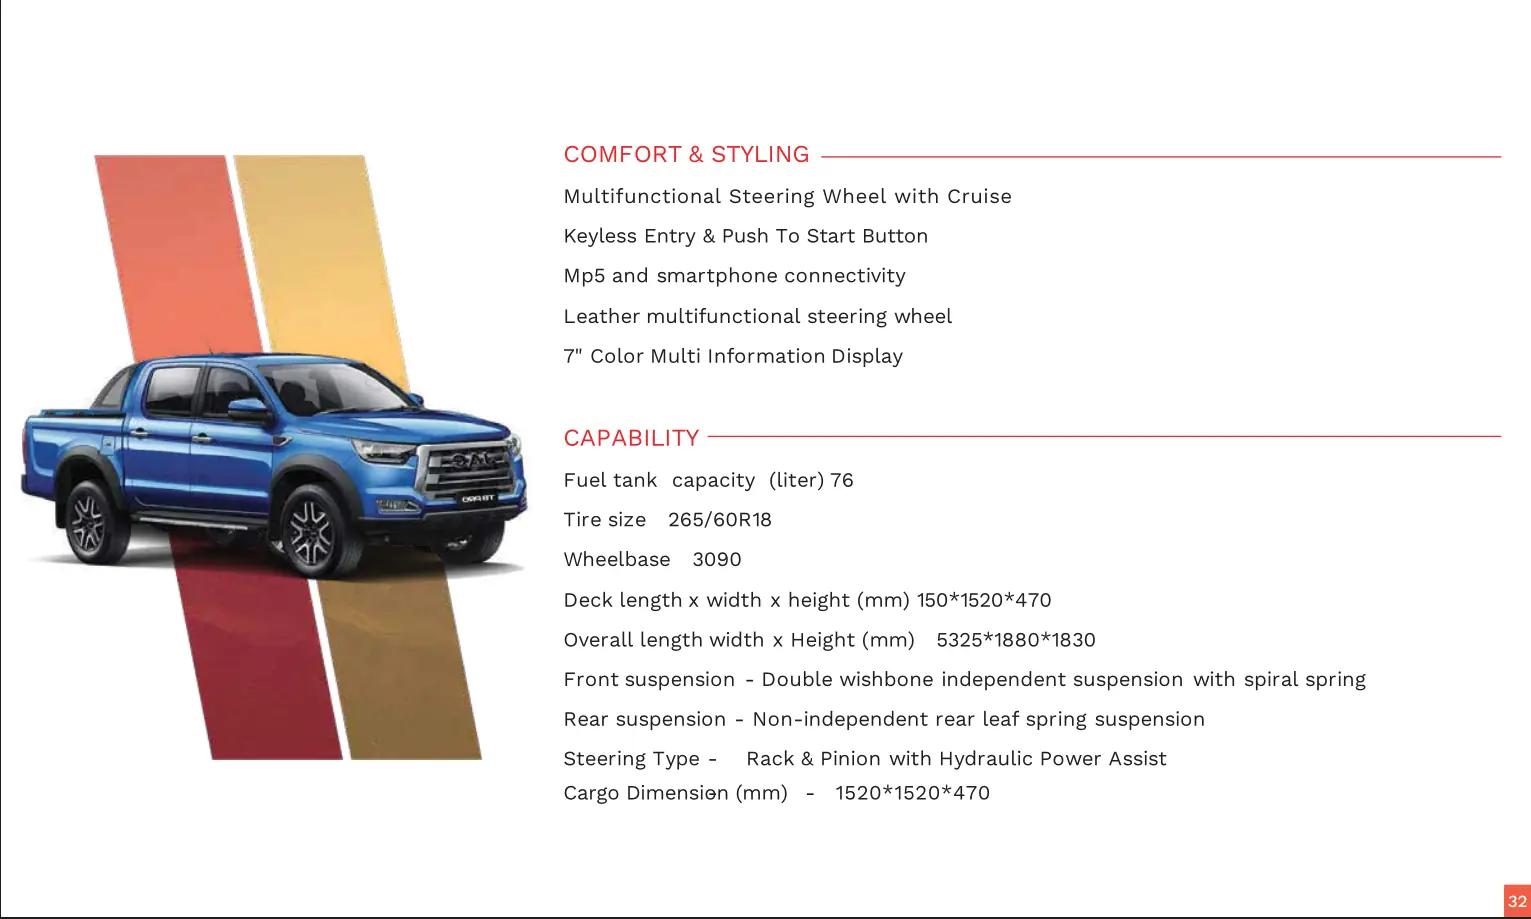 COMFORT & STYLING
Multifunctional Steering Wheel with Cruise
Keyless Entry & Push To Start Button
Mp5 and smartphone connectivity
Leather multifunctional steering wheel
7" Color Multi Information Display
JAC
CAPABILITY
Fuel tank capacity (liter) 76
Tire size 265/60R18
Wheelbase 3090
Deck length x width x height (mm) 150*1520*470
Overall length width x Height (mm) 5325*1880*1830
Front suspension - Double wishbone independent suspension with spiral spring
Rear suspension - Non-independent rear leaf spring suspension
Steering Type - Rack & Pinion with Hydraulic Power Assist
Cargo Dimension (mm) - 1520*1520*470
32